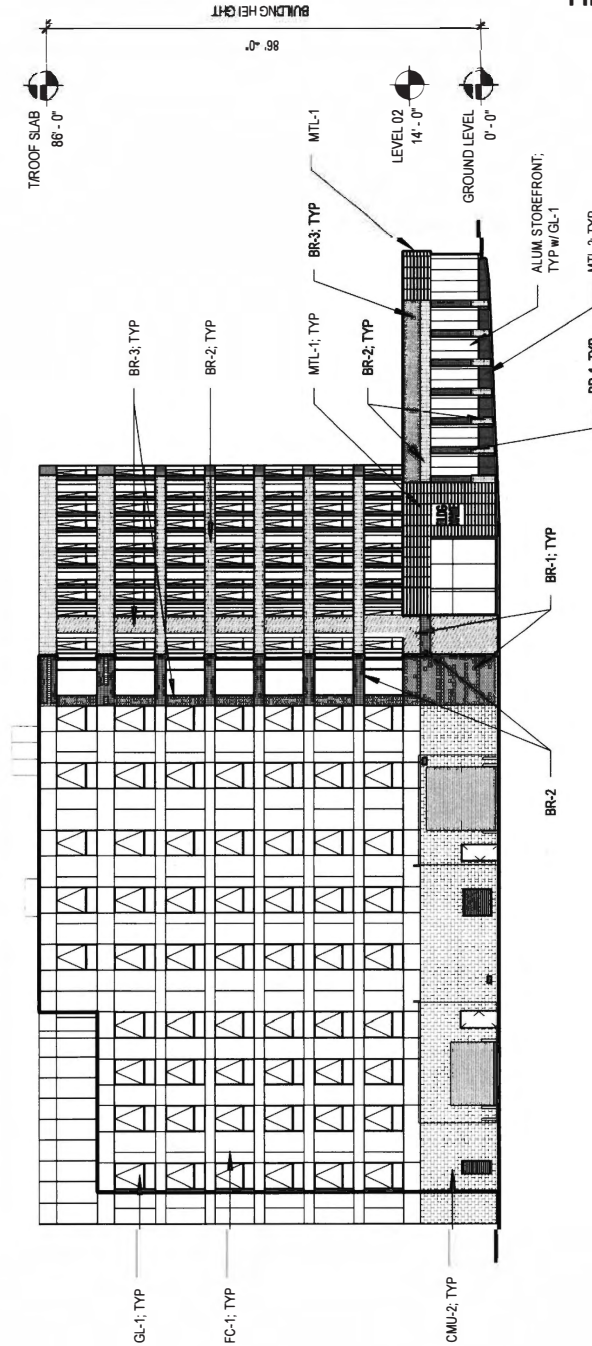 BUILDING HEIGHT
86'-0"
T/ROOF SLAB
86'-0"
LEVEL 02
14'-0"
GROUND LEVEL
0'-0"
MTL-1
BR-3; TYP
MTL-1; TYP
BR-2; TYP
BR-3; TYP
BR-2; TYP
ALUM. STOREFRONT;
TYP w/ GL-1
BR-1; TYP
BR-2
GL-1; TYP
FC-1; TYP
CMU-2; TYP